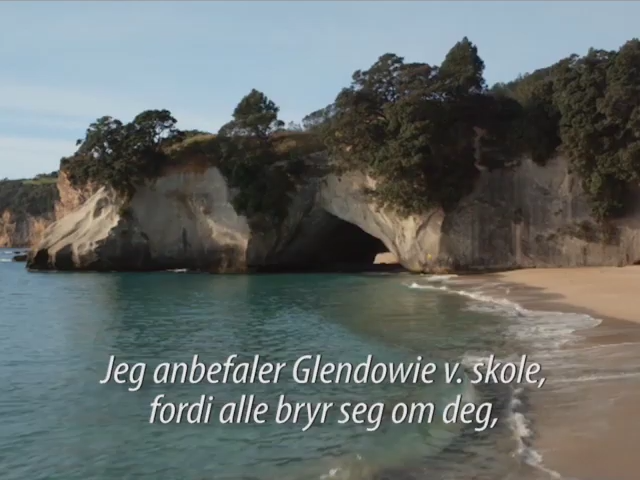 Jeg anbefaler Glendowie v. skole,
fordi alle bryr seg om deg,